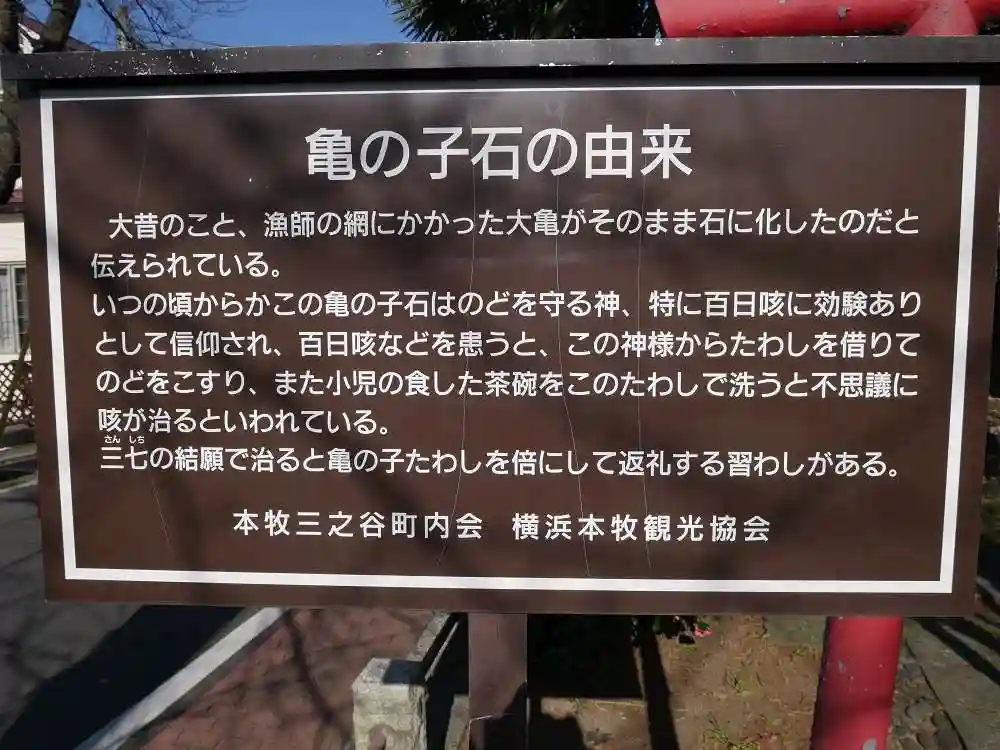 亀の子石の由来
大昔のこと、漁師の網にかかった大亀がそのまま石に化したのだと
伝えられている。
いつの頃からかこの亀の子石はのどを守る神、特に百日咳に効験あり
として信仰され、百日咳などを患うと、この神様からたわしを借りて
のどをこすり、また小児の食した茶碗をこのたわしで洗うと不思議に
咳が治るといわれている。
さん しち
三七の結願で治ると亀の子たわしを倍にして返礼する習わしがある。
本牧三之谷町内会 横浜本牧観光協会